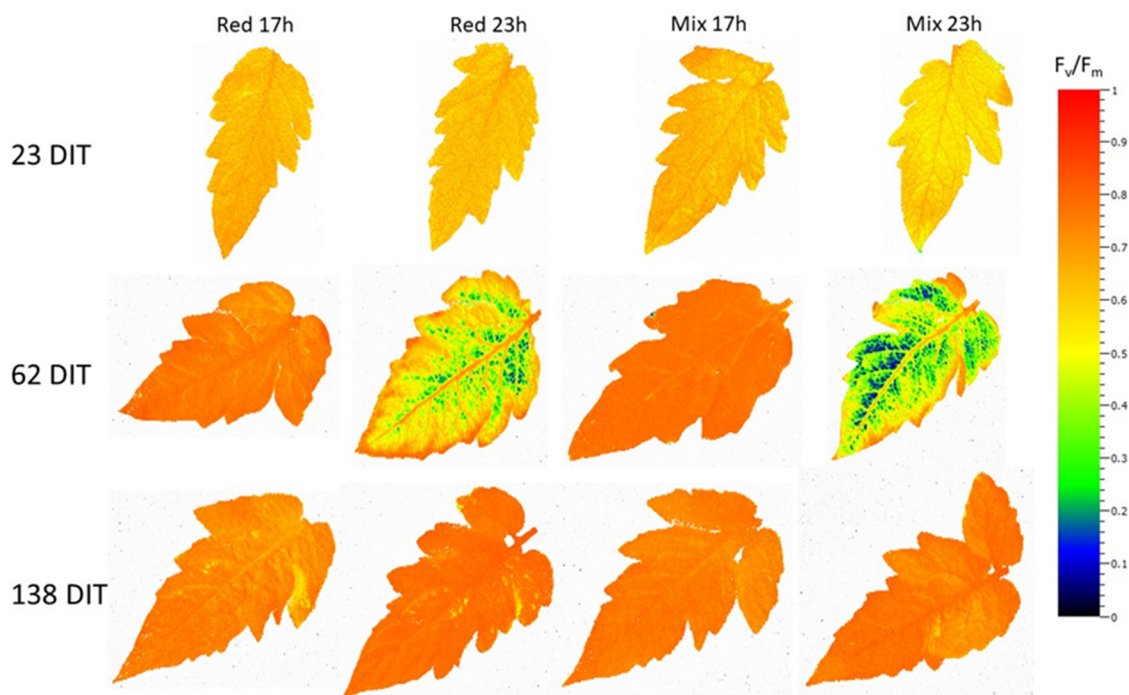 Red 17h
Red 23h
Mix 17h
Mix 23h
Fv/Fm
1
0.9
0.8
0.7
0.6
0.5
0.4
0.3
0.2
0.1
0
23 DIT
62 DIT
138 DIT